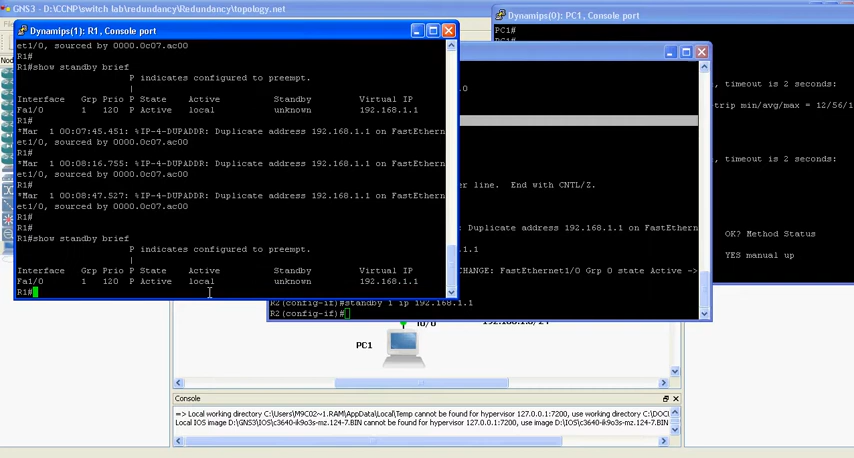 GNS3 - D:\CCNP\switch lab\redundancy\Redundancy\topology.net
Dynamips(1): R1, Console port
et1/0, sourced by 0000.0c07.ac00
R1#
R1#show standby brief
P indicates configured to preempt.
|
Interface Grp Prio P State Active Standby Virtual IP
Fa1/0 1 120 P Active local unknown 192.168.1.1
R1#
*Mar 1 00:07:45.451: %IP-4-DUPADDR: Duplicate address 192.168.1.1 on FastEthern
et1/0, sourced by 0000.0c07.ac00
R1#
*Mar 1 00:08:16.755: %IP-4-DUPADDR: Duplicate address 192.168.1.1 on FastEthern
et1/0, sourced by 0000.0c07.ac00
R1#
*Mar 1 00:08:47.527: %IP-4-DUPADDR: Duplicate address 192.168.1.1 on FastEthern
et1/0, sourced by 0000.0c07.ac00
R1#
R1#
R1#show standby brief
P indicates configured to preempt.
|
Interface Grp Prio P State Active Standby Virtual IP
Fa1/0 1 120 P Active local unknown 192.168.1.1
R1#
Dynamips(0): PC1, Console port
PC1#
PC1#
, timeout is 2 seconds:
trip min/avg/max = 12/56/1
, timeout is 2 seconds:
OK? Method Status
YES manual up
.0
er line. End with CNTL/Z.
: Duplicate address 192.168.1.1 on FastEth
.1.1
CHANGE: FastEthernet1/0 Grp 0 state Active ->
R2(config-if)#standby 1 ip 192.168.1.1
R2(config-if)#
PC1
Console
=> Local working directory C:\Users\M9C02~1.RAM\AppData\Local\Temp cannot be found for hypervisor 127.0.0.1:7200, use working directory C:\DOC
Local IOS image D:\GNS3\IOS\c3640-ik9o3s-mz.124-7.BIN cannot be found for hypervisor 127.0.0.1:7200, use image D:\IOS\c3640-ik9o3s-mz.124-7.BIN